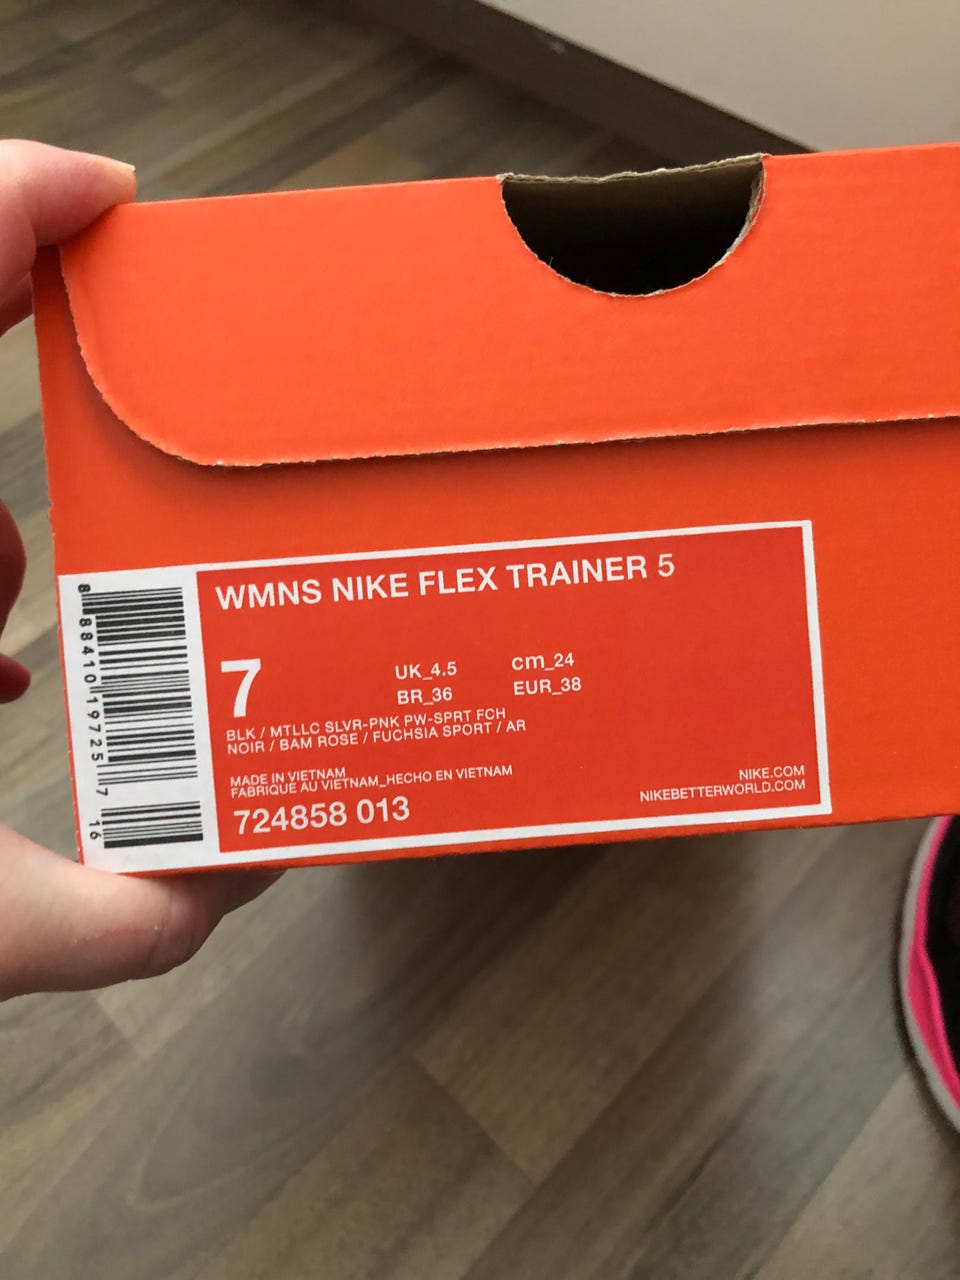 WMNS NIKE FLEX TRAINER 5
7
UK_4.5 cm_24
BR_36 EUR_38
BLK / MTLLC SLVR-PNK PW-SPRT FCH
NOIR / BAM ROSE / FUCHSIA SPORT / AR
MADE IN VIETNAM
FABRIQUÉ AU VIETNAM_HECHO EN VIETNAM
724858 013
NIKE.COM
NIKEBETTERWORLD.COM
8 88410 19725 7 16